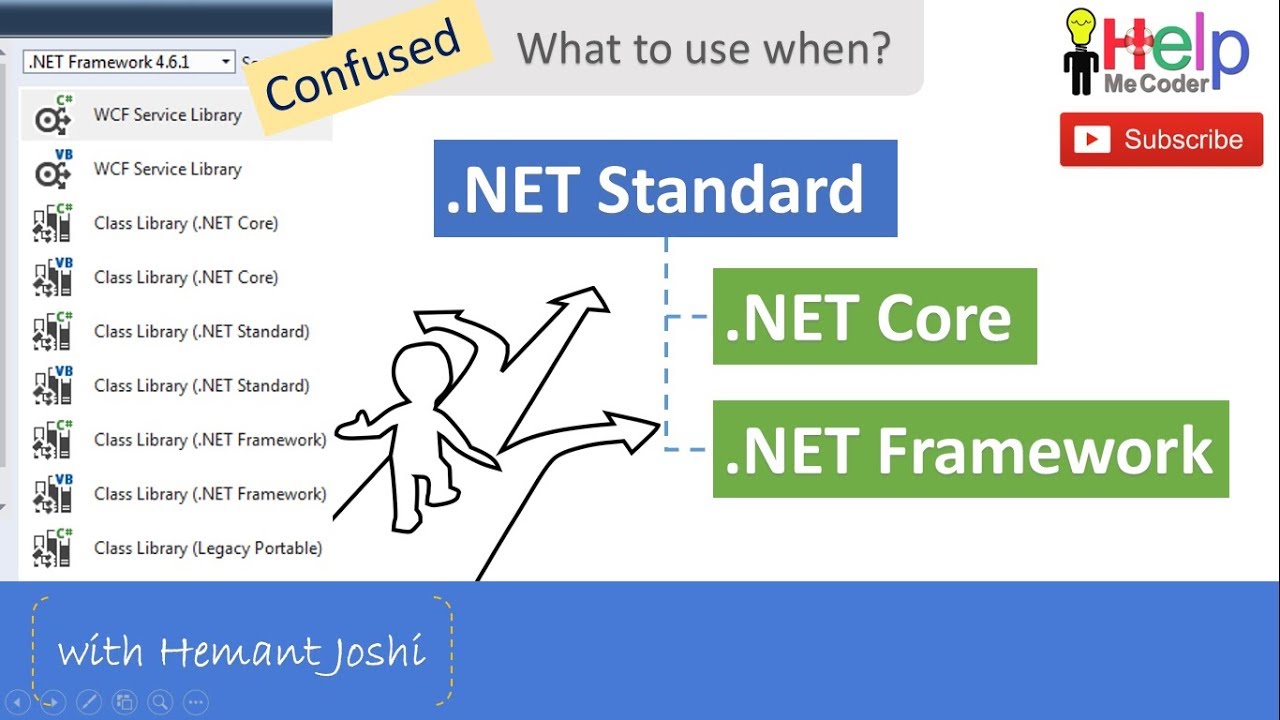 .NET Framework 4.6.1
Confused
What to use when?
Help
Me Coder
Subscribe
C# WCF Service Library
VB WCF Service Library
C# Class Library (.NET Core)
VB Class Library (.NET Core)
C# Class Library (.NET Standard)
VB Class Library (.NET Standard)
C# Class Library (.NET Framework)
VB Class Library (.NET Framework)
C# Class Library (Legacy Portable)
.NET Standard
.NET Core
.NET Framework
with Hemant Joshi